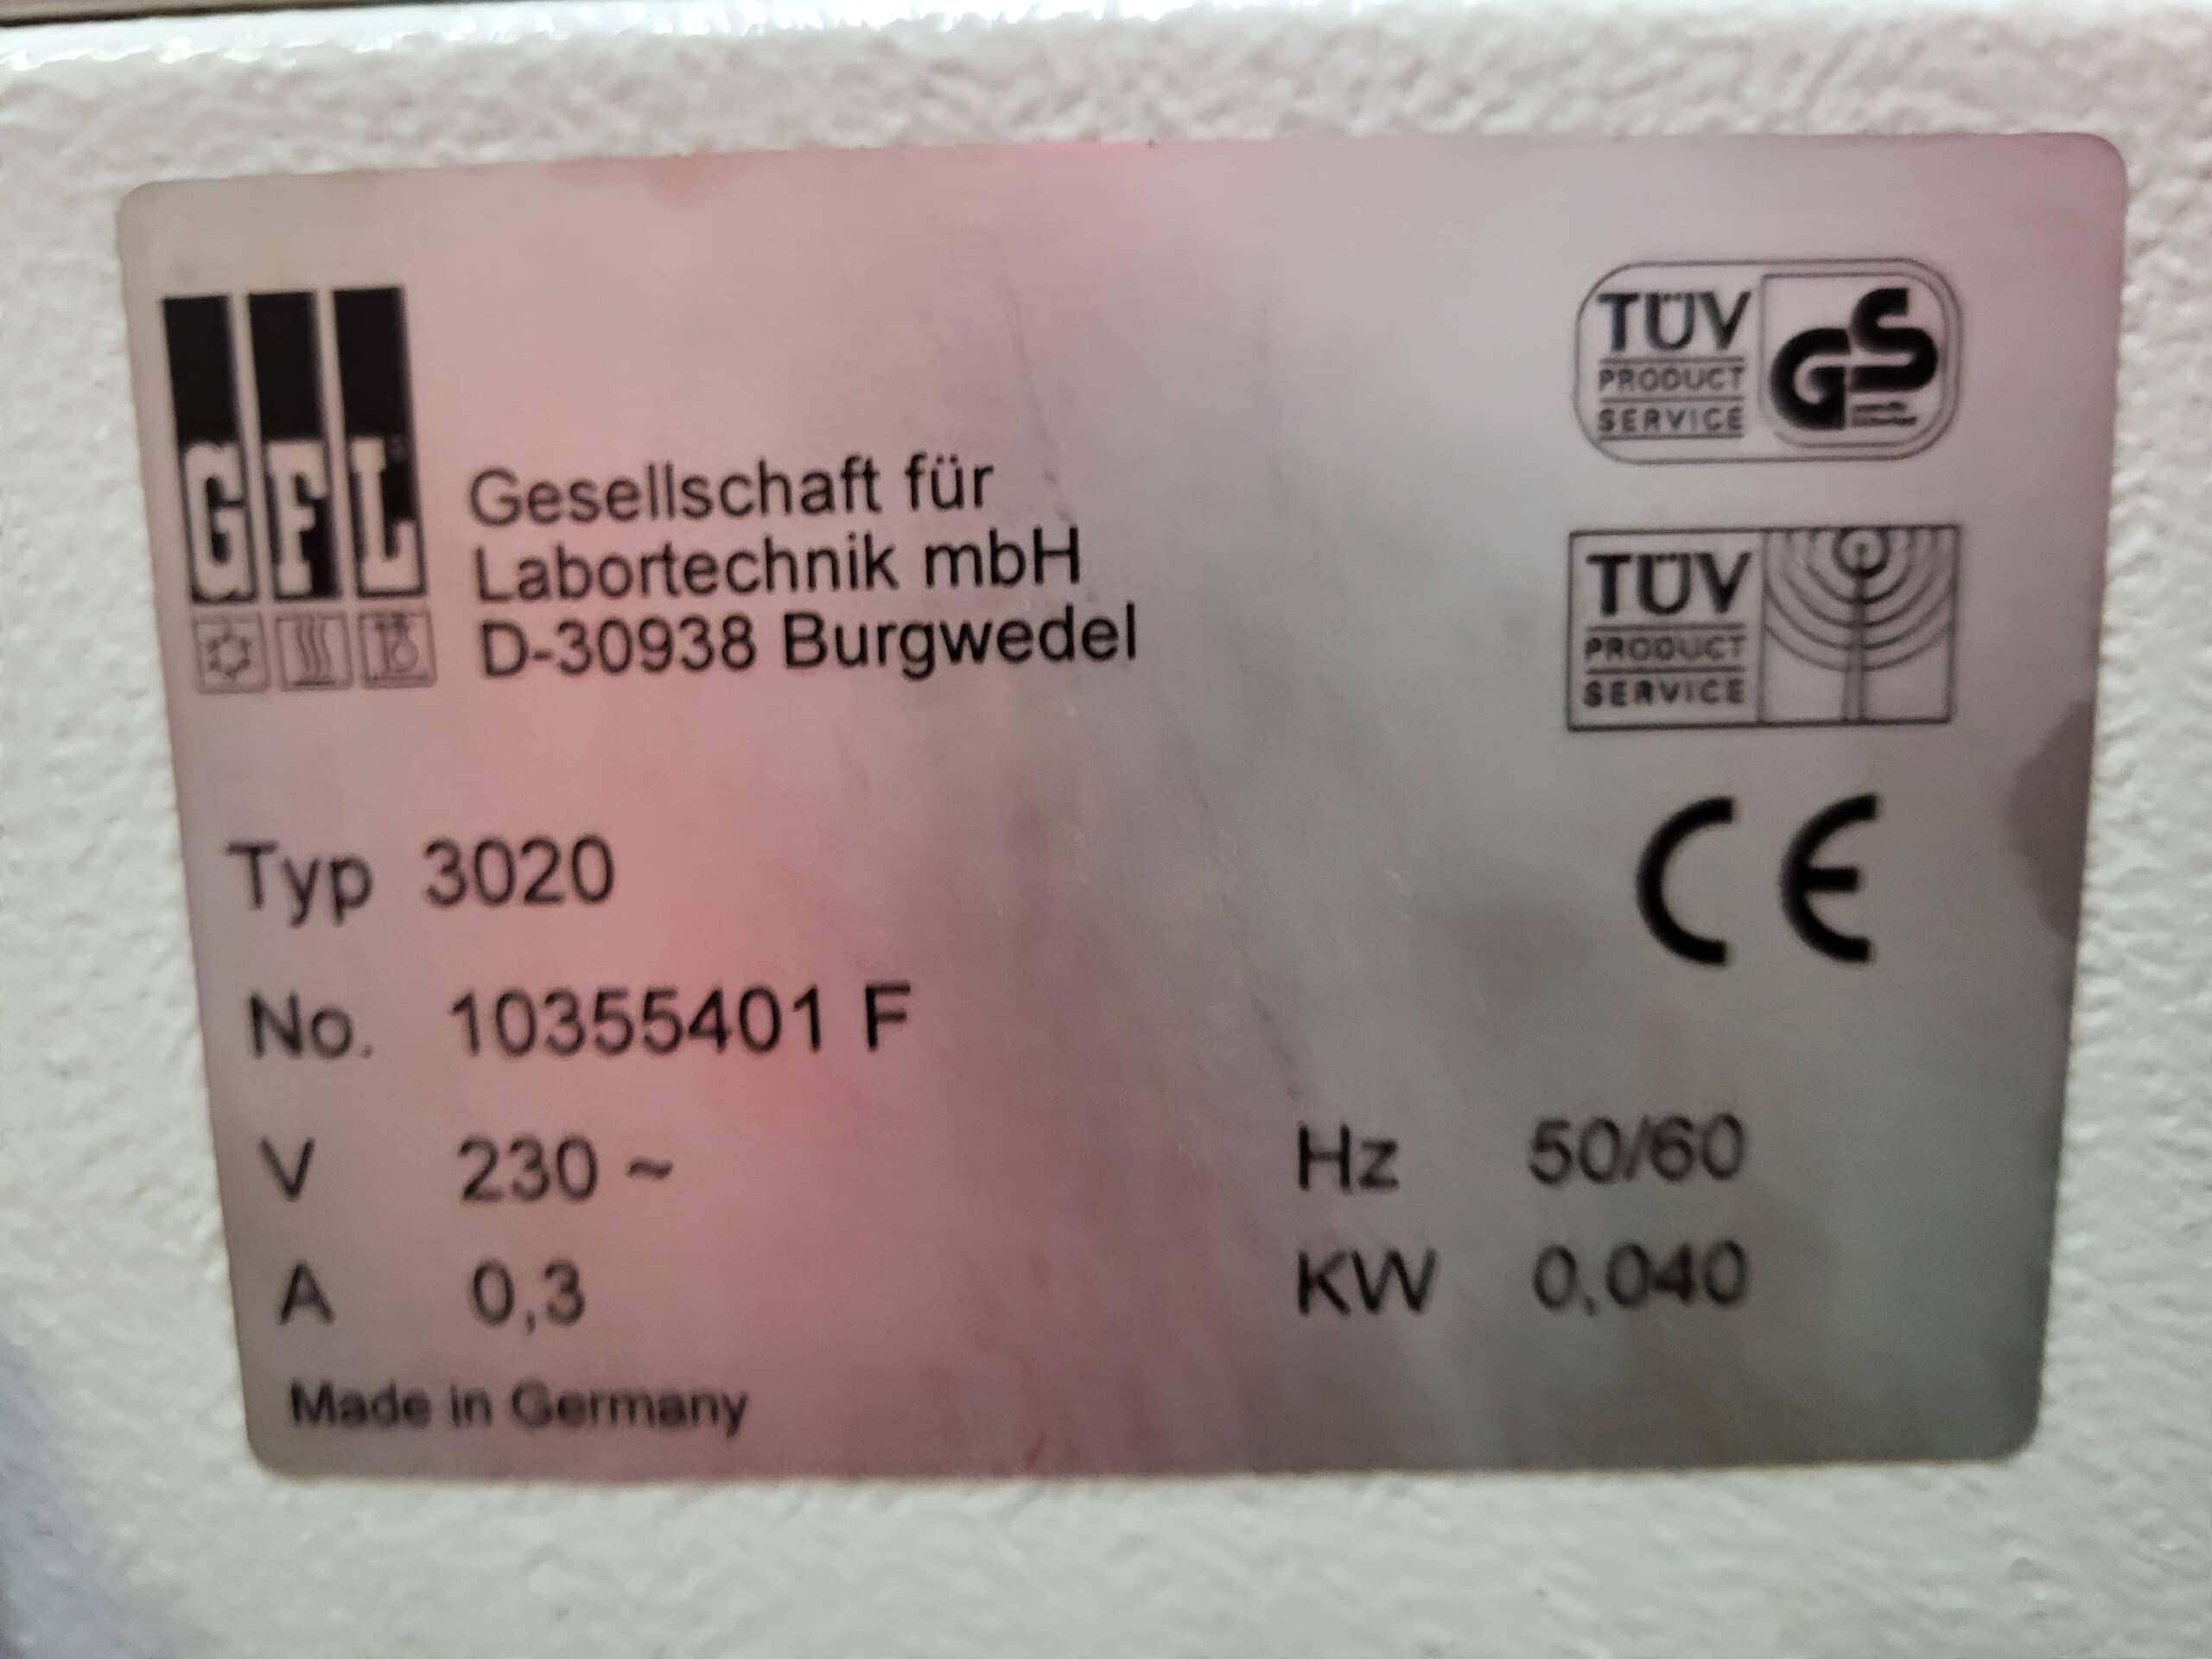 GFL
Gesellschaft für
Labortechnik mbH
D-30938 Burgwedel
TÜV
PRODUCT
SERVICE
GS
TÜV
PRODUCT
SERVICE
CE
Typ 3020
No. 10355401 F
V 230 ~
Hz 50/60
A 0,3
KW 0,040
Made in Germany